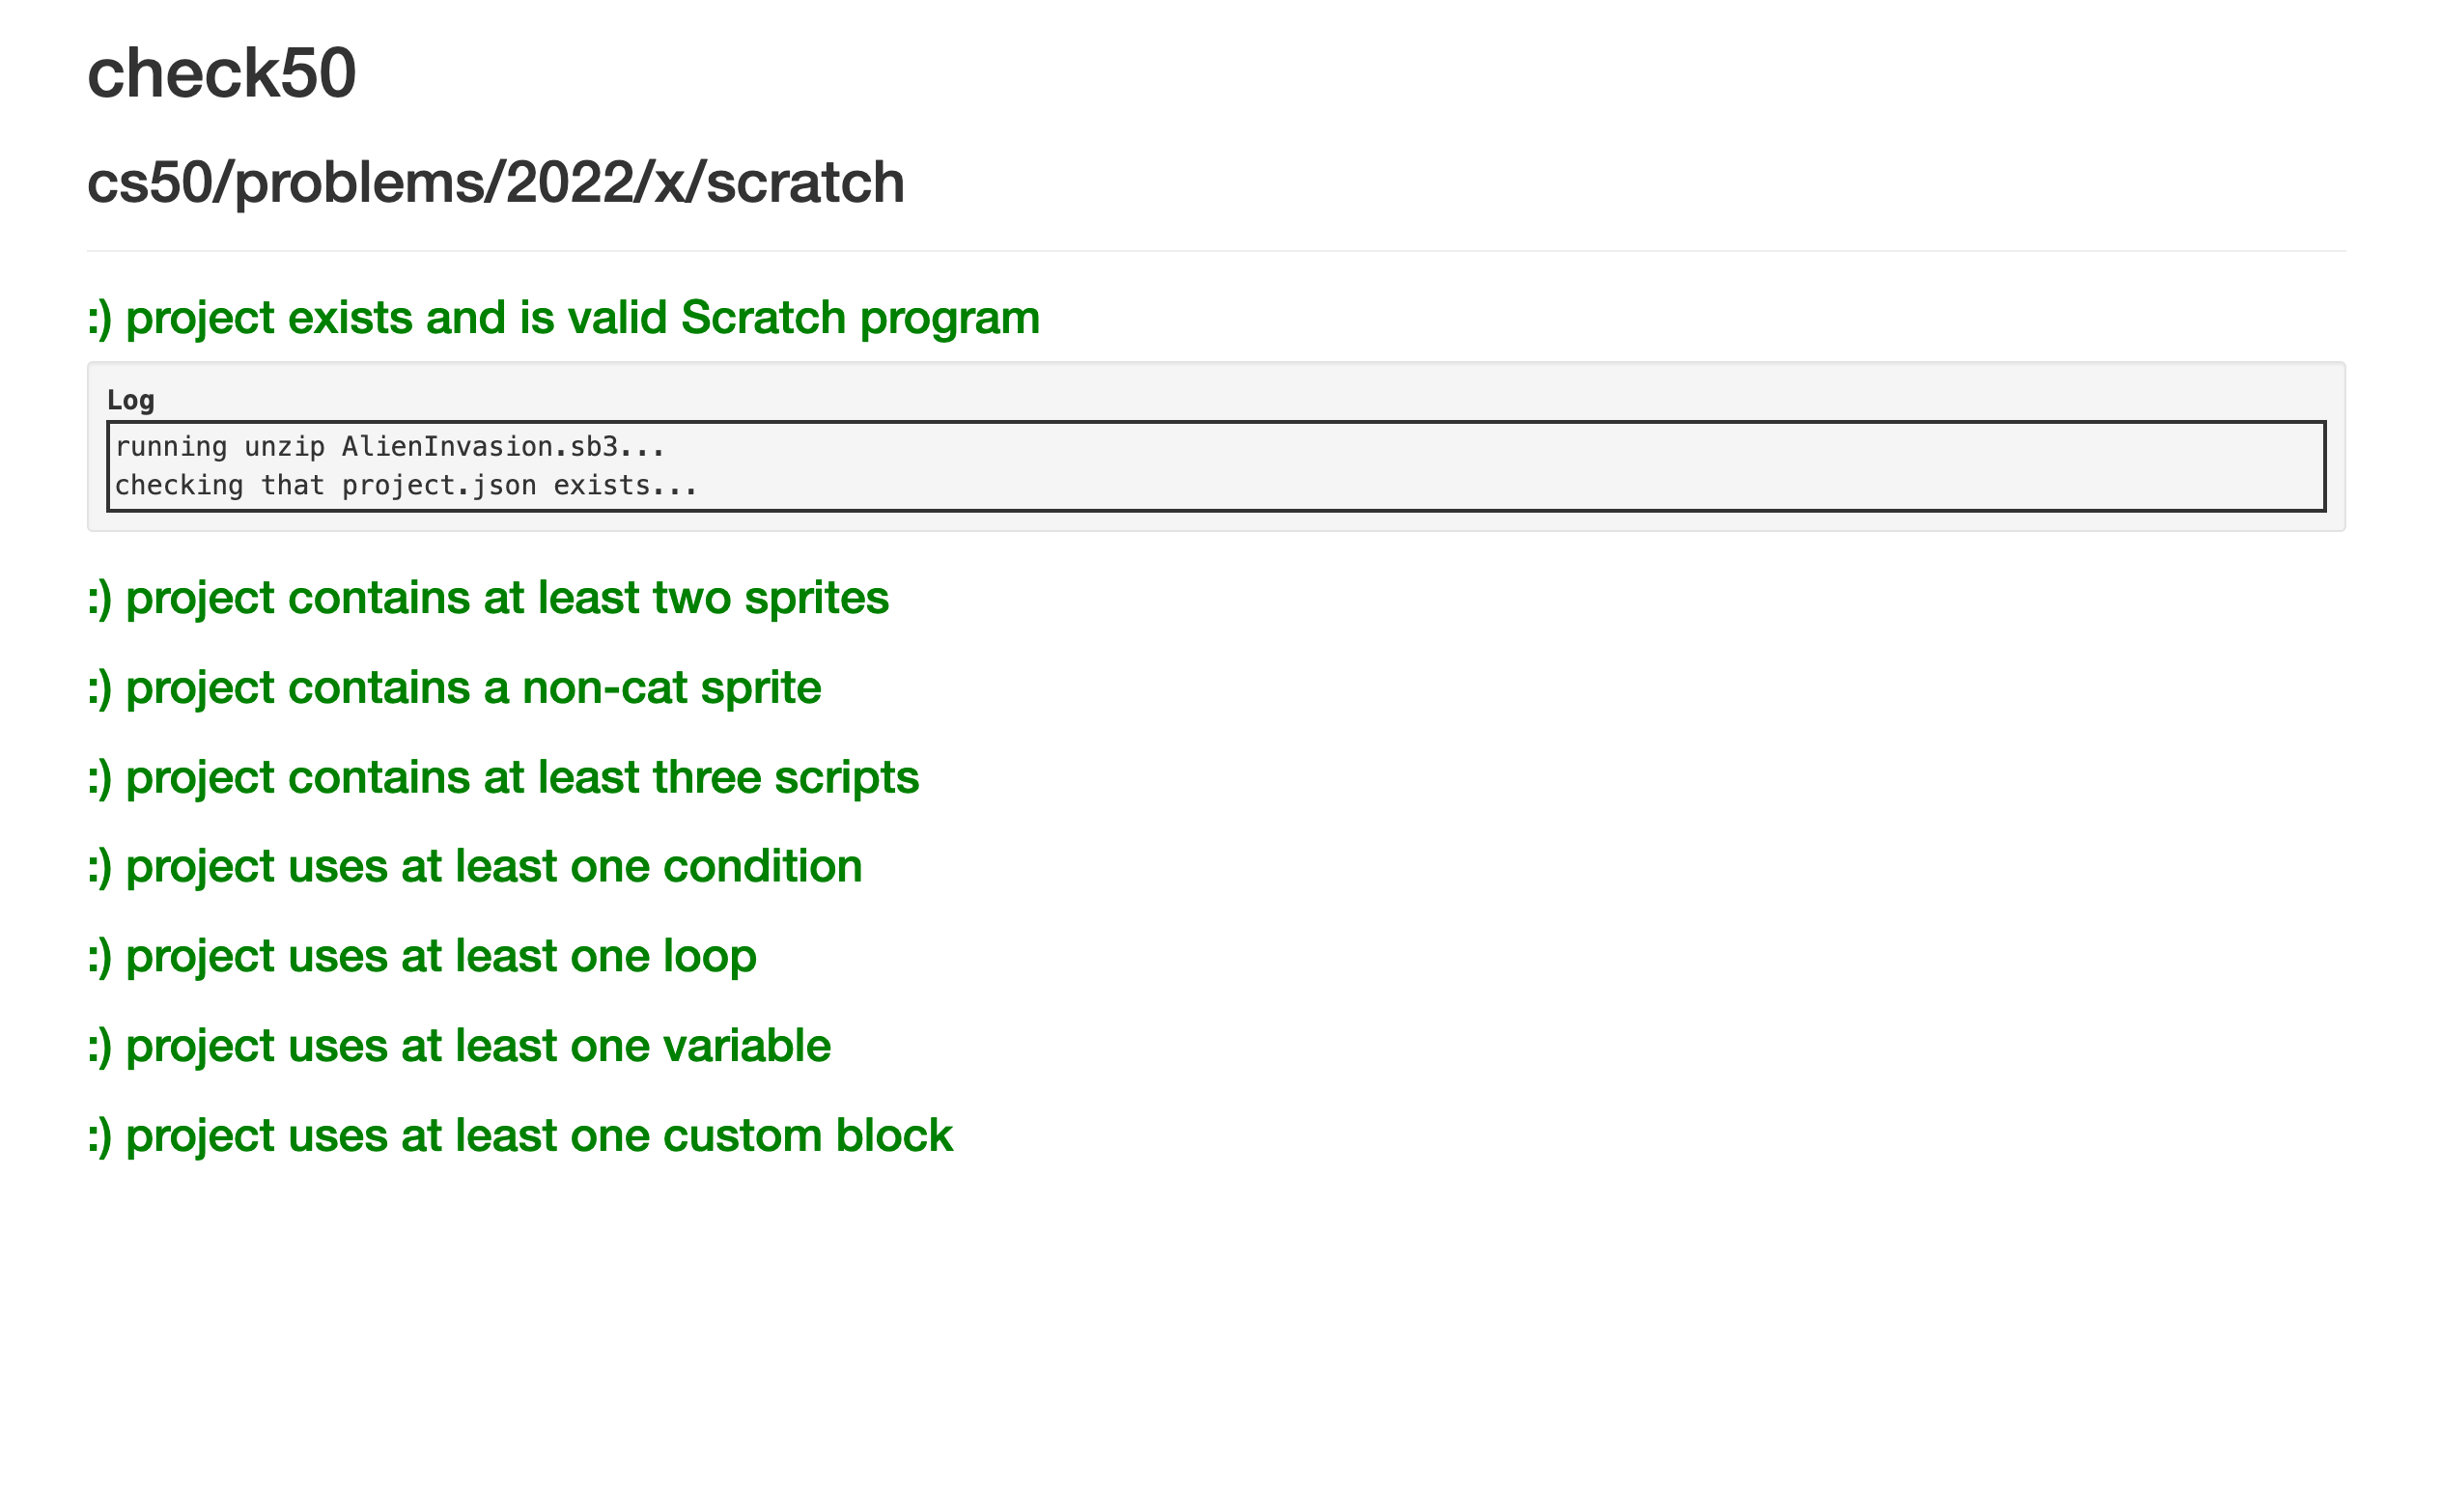 check50
cs50/problems/2022/x/scratch
:) project exists and is valid Scratch program
Log
running unzip AlienInvasion.sb3...
checking that project.json exists...
:) project contains at least two sprites
:) project contains a non-cat sprite
:) project contains at least three scripts
:) project uses at least one condition
:) project uses at least one loop
:) project uses at least one variable
:) project uses at least one custom block